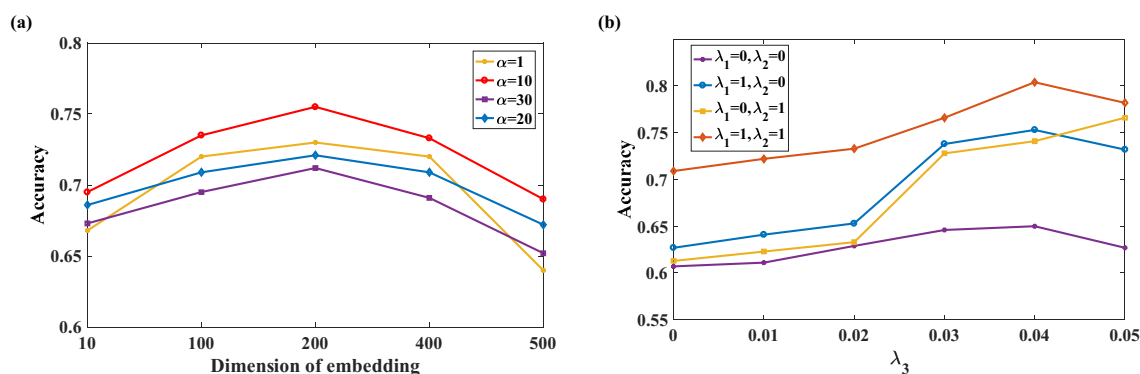 (a)
0.8
0.75
0.7
0.65
0.6
Accuracy
10 100 200 400 500
Dimension of embedding
α=1
α=10
α=30
α=20
(b)
0.8
0.75
0.7
0.65
0.6
0.55
Accuracy
0 0.01 0.02 0.03 0.04 0.05
λ3
λ1=0,λ2=0
λ1=1,λ2=0
λ1=0,λ2=1
λ1=1,λ2=1